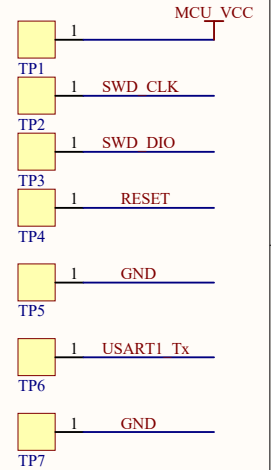 MCU_VCC
1
TP1
1 SWD_CLK
TP2
1 SWD_DIO
TP3
1 RESET
TP4
1 GND
TP5
1 USART1_Tx
TP6
1 GND
TP7